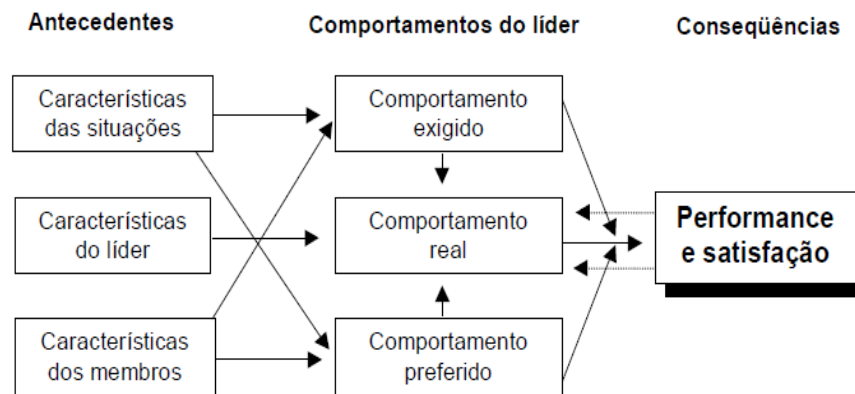 Antecedentes
Comportamentos do líder
Conseqüências
Características
das situações
Comportamento
exigido
Características
do líder
Comportamento
real
Performance
e satisfação
Características
dos membros
Comportamento
preferido